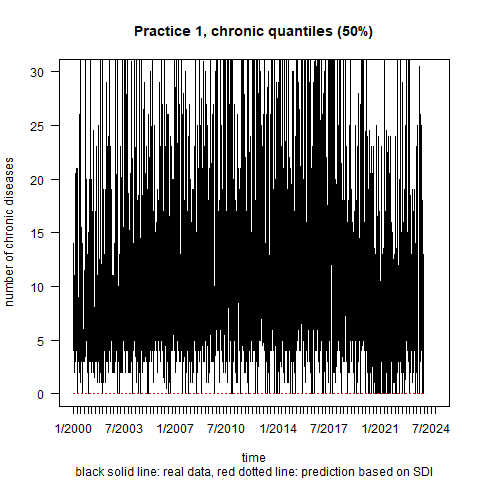 Practice 1, chronic quantiles (50%)
number of chronic diseases
30
25
20
15
10
5
0
1/2000 7/2003 1/2007 7/2010 1/2014 7/2017 1/2021 7/2024
time
black solid line: real data, red dotted line: prediction based on SDI